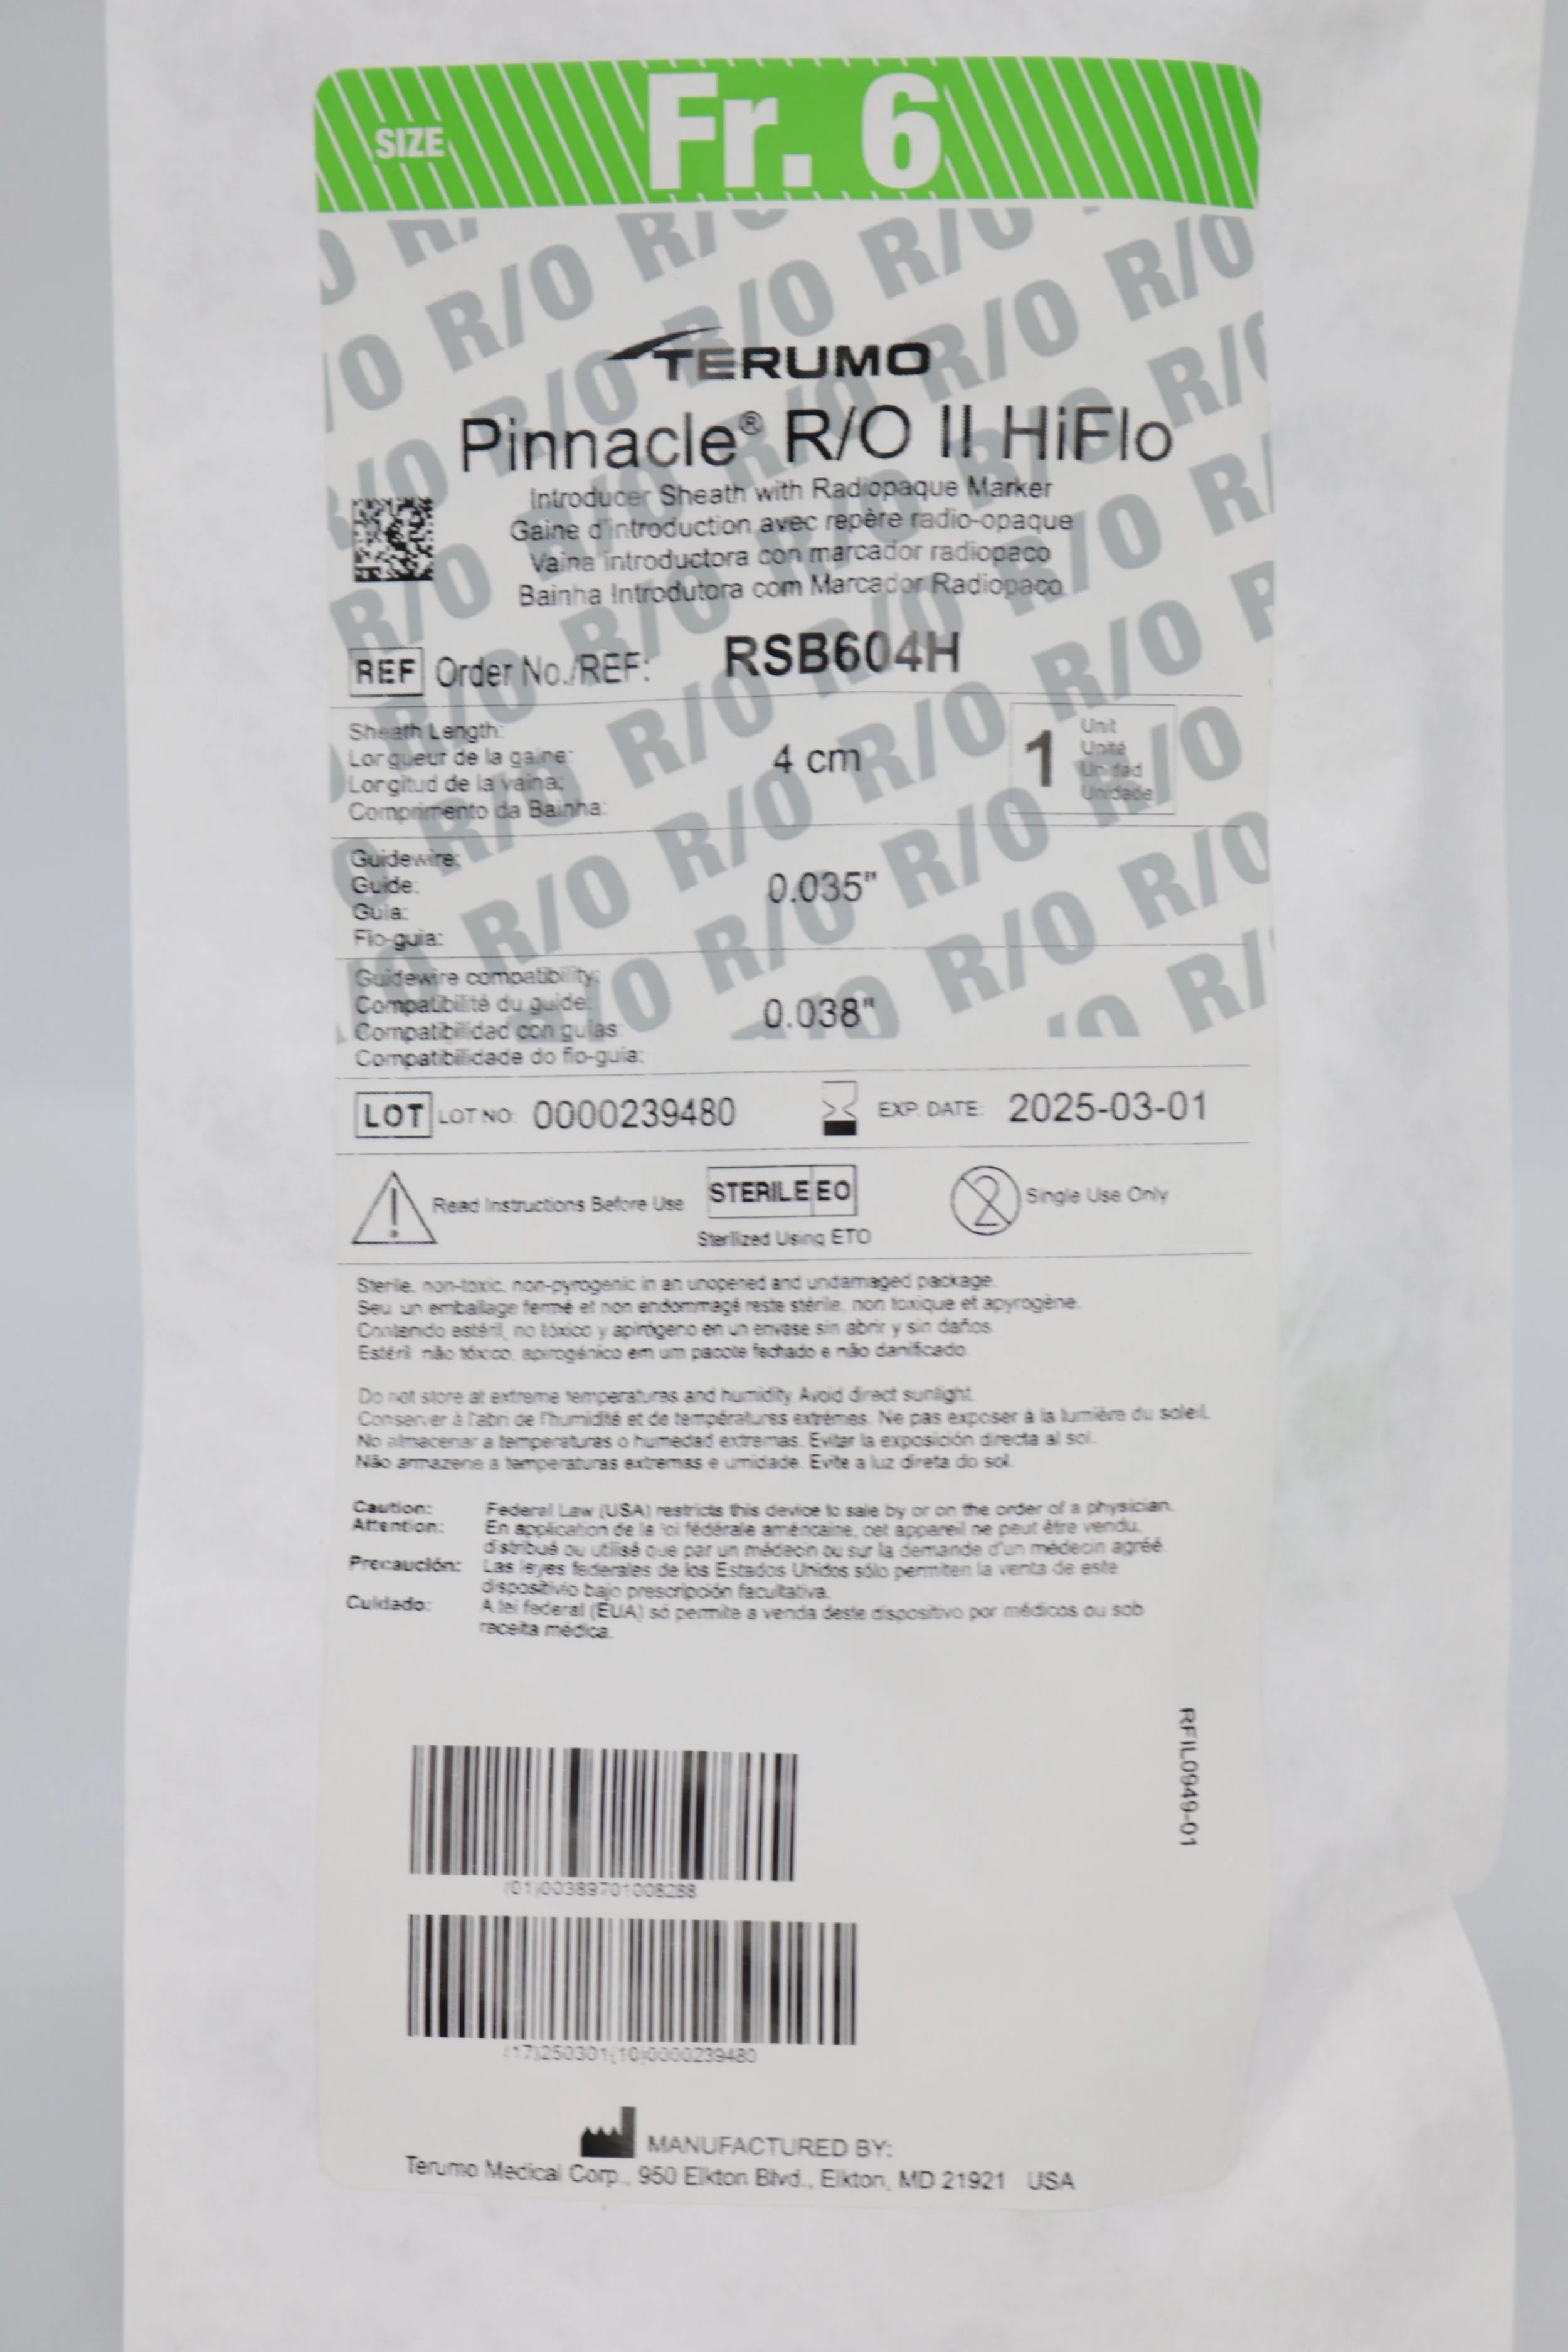 SIZE Fr. 6
TERUMO
Pinnacle® R/O II HiFlo
Introducer Sheath with Radiopaque Marker
Gaine d'introduction avec repère radio-opaque
Vaina introductora con marcador radiopaco
Bainha Introdutora com Marcador Radiopaco
REF Order No./REF: RSB604H
Sheath Length:
Longueur de la gaine:
Longitud de la vaina:
Comprimento da Bainha:
4 cm
1
Unit
Unité
Unidad
Unidade
Guidewire:
Guide:
Guia:
Fio-guia:
0.035"
Guidewire compatibility:
Compatibilité du guide:
Compatibilidad con guias:
Compatibilidade do fio-guia:
0.038"
LOT LOT NO: 0000239480 EXP. DATE: 2025-03-01
Read Instructions Before Use STERILE EO 2 Single Use Only
Sterilized Using ETO
Sterile, non-toxic, non-pyrogenic in an unopened and undamaged package.
Seu un emballage fermé et non endommagé reste stérile, non toxique et apyrogène.
Contenido estéril, no tóxico y apirógeno en un envase sin abrir y sin daños.
Estéril não tóxico, apirogénico em um pacote fechado e não danificado.
Do not store at extreme temperatures and humidity. Avoid direct sunlight.
Conserver à l'abri de l'humidité et de températures extrêmes. Ne pas exposer à la lumière du soleil.
No almacenar a temperaturas o humedad extremas. Evitar la exposición directa al sol.
Não armazene a temperaturas extremas e umidade. Evite a luz direta do sol.
Caution: Federal Law (USA) restricts this device to sale by or on the order of a physician.
Attention: En application de la loi fédérale américaine, cet appareil ne peut être vendu,
distribué ou utilisé que par un médecin ou sur la demande d'un médecin agréé.
Precaución: Las leyes federales de los Estados Unidos sólo permiten la venta de este
dispositivio bajo prescripción facultativa.
Cuidado: A lei federal (EUA) só permite a venda deste dispositivo por médicos ou sob
receita médica.
RFIL0949-01
(01)00389701008288
(17)250301(10)0000239480
MANUFACTURED BY:
Terumo Medical Corp., 950 Elkton Blvd., Elkton, MD 21921 USA